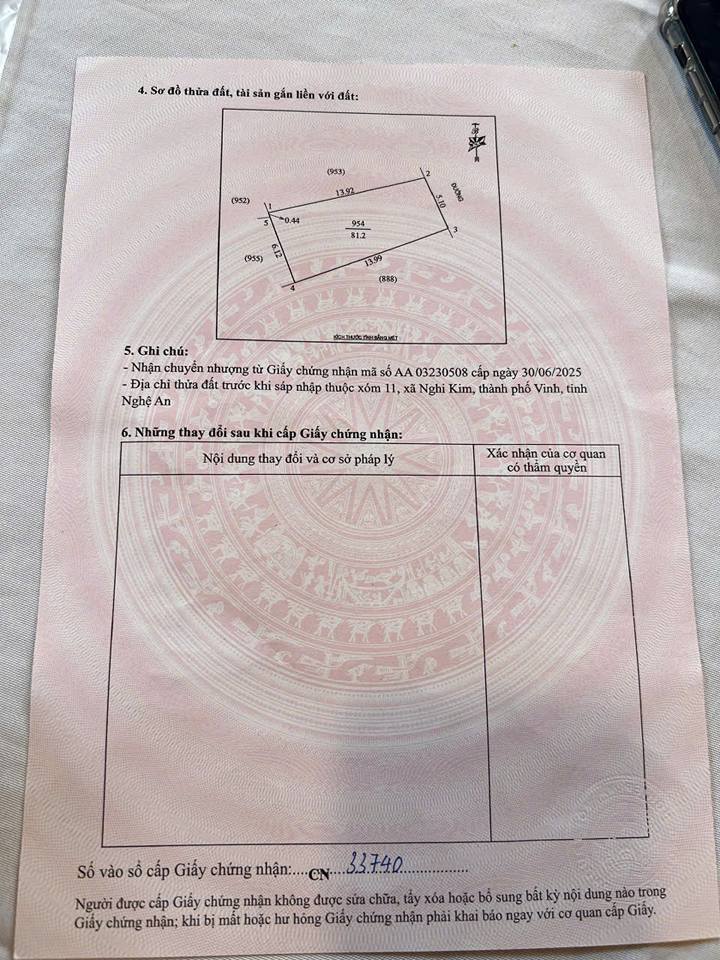 4. Sơ đồ thửa đất, tài sản gắn liền với đất:
(953)
2
13.92
ĐƯỜNG
(952)
1
5.10
5
0.44
954
81.2
3
6.12
(955)
13.99
4
(888)
KÍCH THƯỚC TÍNH BẰNG MÉT
5. Ghi chú:
- Nhận chuyển nhượng từ Giấy chứng nhận mã số AA 03230508 cấp ngày 30/06/2025
- Địa chỉ thửa đất trước khi sáp nhập thuộc xóm 11, xã Nghi Kim, thành phố Vinh, tỉnh
Nghệ An
6. Những thay đổi sau khi cấp Giấy chứng nhận:
Nội dung thay đổi và cơ sở pháp lý
Xác nhận của cơ quan
có thẩm quyền
Số vào sổ cấp Giấy chứng nhận:....CN...33740..................
Người được cấp Giấy chứng nhận không được sửa chữa, tẩy xóa hoặc bổ sung bất kỳ nội dung nào trong
Giấy chứng nhận; khi bị mất hoặc hư hỏng Giấy chứng nhận phải khai báo ngay với cơ quan cấp Giấy.